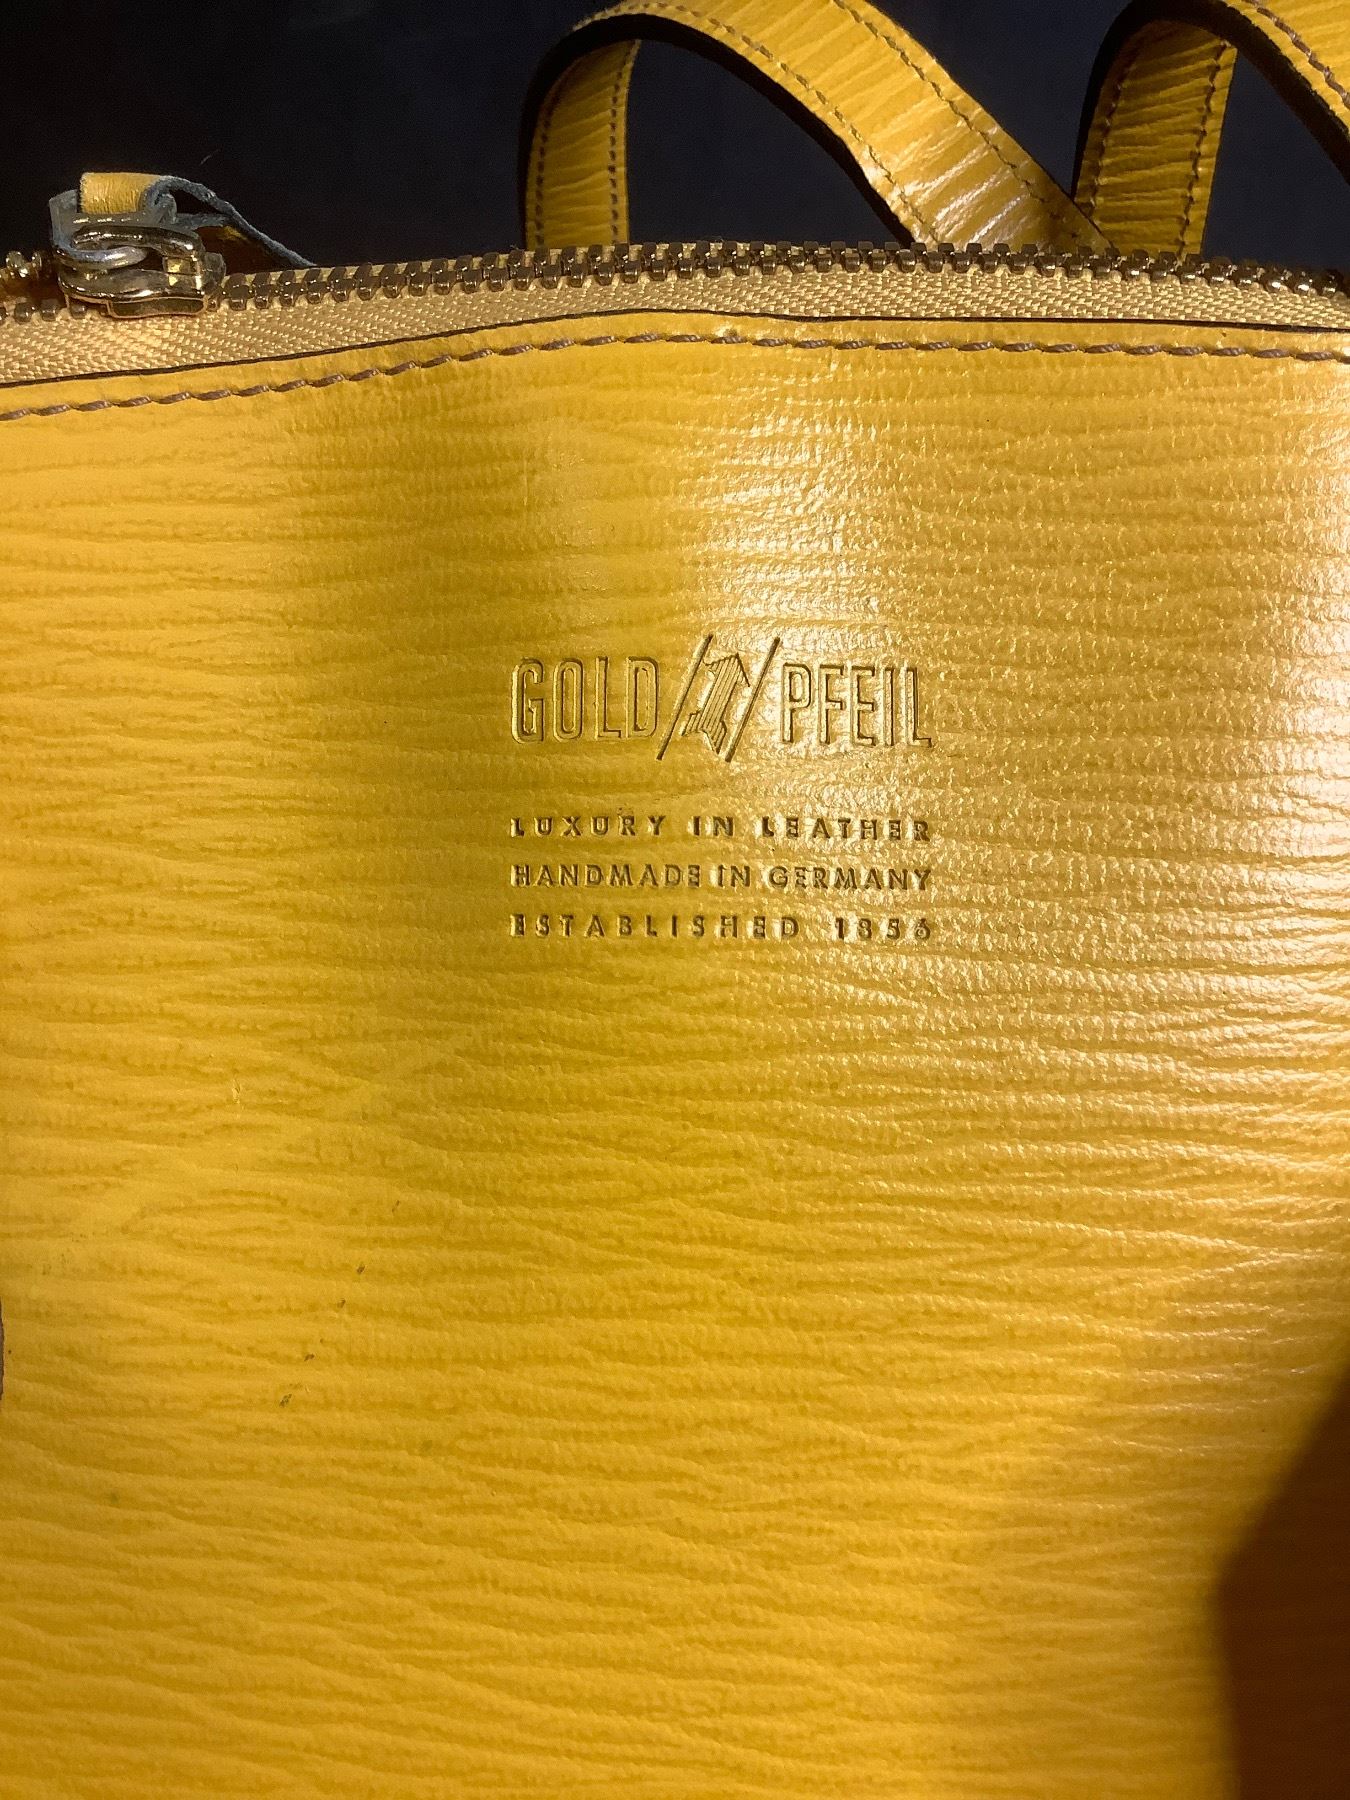 GOLD PFEIL
LUXURY IN LEATHER
HANDMADE IN GERMANY
ESTABLISHED 1856